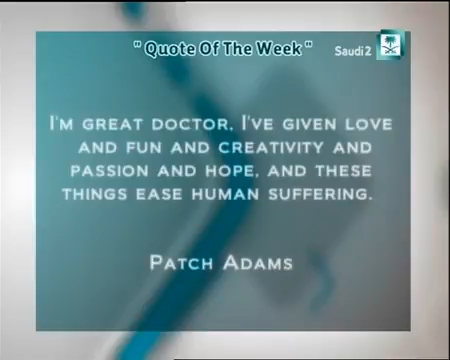 " Quote Of The Week "
Saudi 2
I'M GREAT DOCTOR, I'VE GIVEN LOVE
AND FUN AND CREATIVITY AND
PASSION AND HOPE, AND THESE
THINGS EASE HUMAN SUFFERING.
PATCH ADAMS